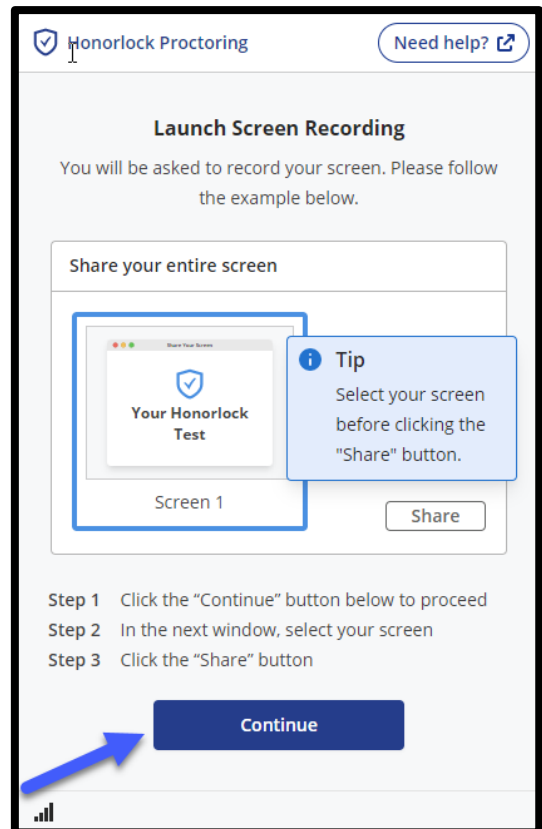 Honorlock Proctoring
Need help?
Launch Screen Recording
You will be asked to record your screen. Please follow
the example below.
Share your entire screen
Share Your Screen
Your Honorlock
Test
Screen 1
Tip
Select your screen
before clicking the
"Share" button.
Share
Step 1 Click the “Continue” button below to proceed
Step 2 In the next window, select your screen
Step 3 Click the “Share” button
Continue